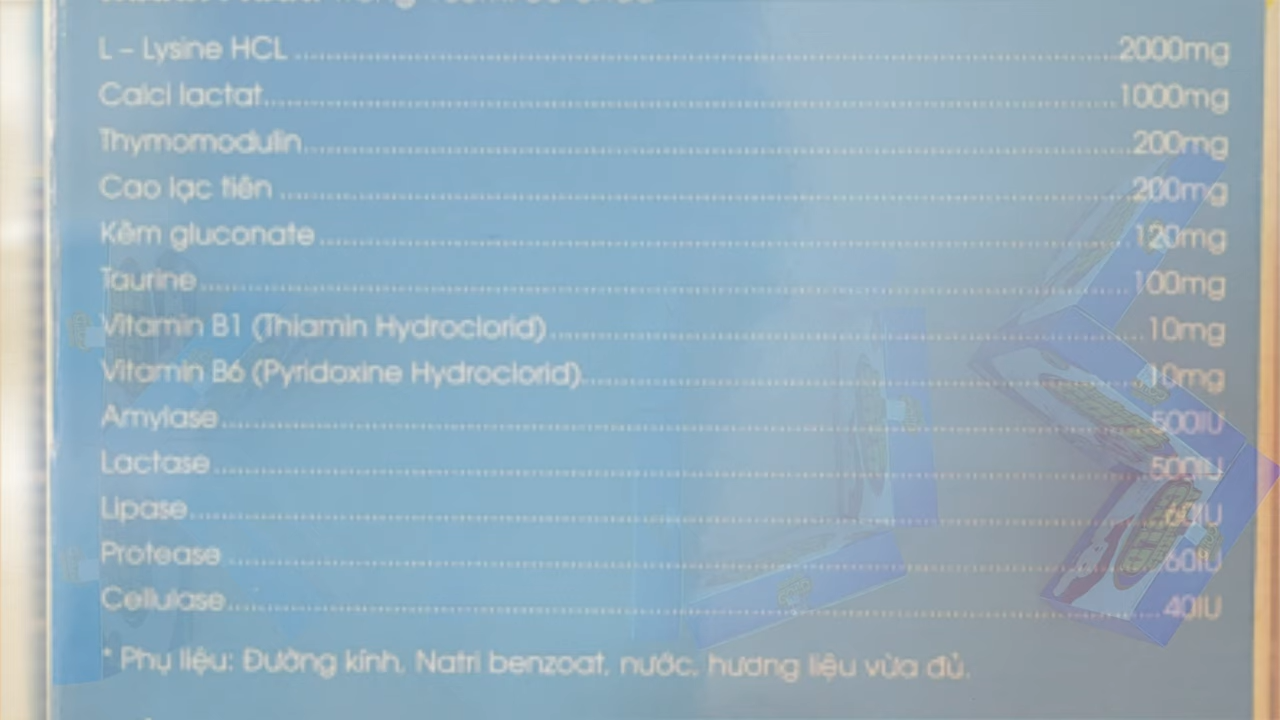 L – Lysine HCL ........ 2000mg
Calci lactat ........ 1000mg
Thymomodulin ........ 200mg
Cao lạc tiên ........ 200mg
Kẽm gluconate ........ 120mg
Taurine ........ 100mg
Vitamin B1 (Thiamin Hydroclorid) ........ 10mg
Vitamin B6 (Pyridoxine Hydroclorid) ........ 10mg
Amylase ........ 500IU
Lactase ........ 500IU
Lipase ........ 60IU
Protease ........ 60IU
Cellulase ........ 40IU
* Phụ liệu: Đường kính, Natri benzoat, nước, hương liệu vừa đủ.